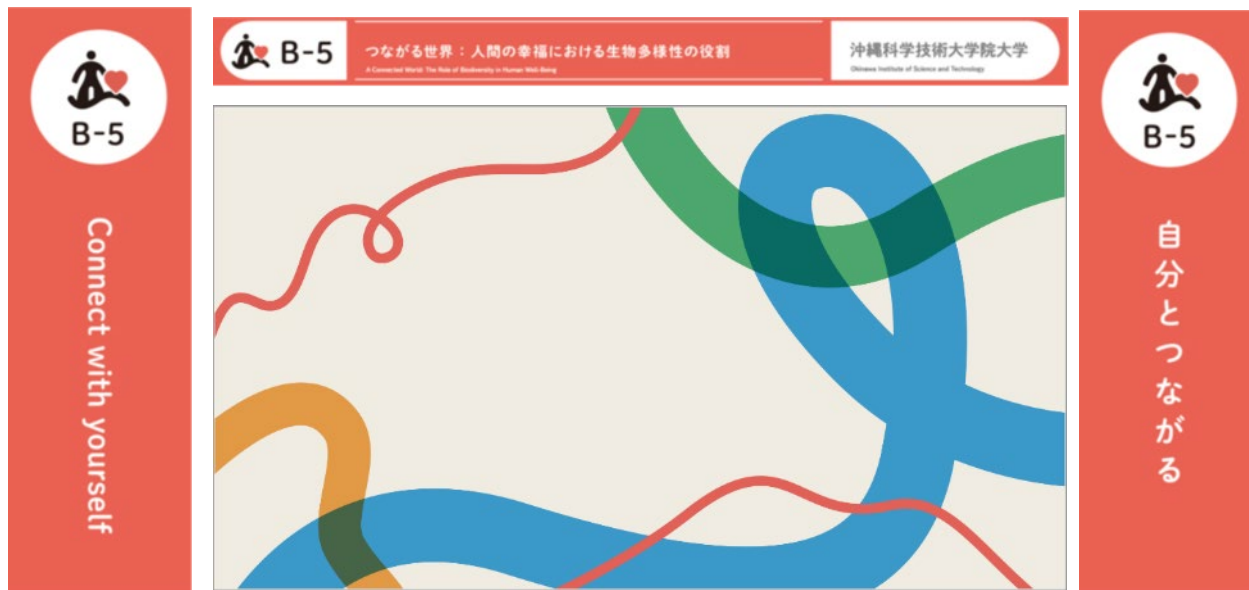 B-5
Connect with yourself
B-5
つながる世界：人間の幸福における生物多様性の役割
A Connected World: The Role of Biodiversity in Human Well-Being
沖縄科学技術大学院大学
Okinawa Institute of Science and Technology
B-5
自分とつながる